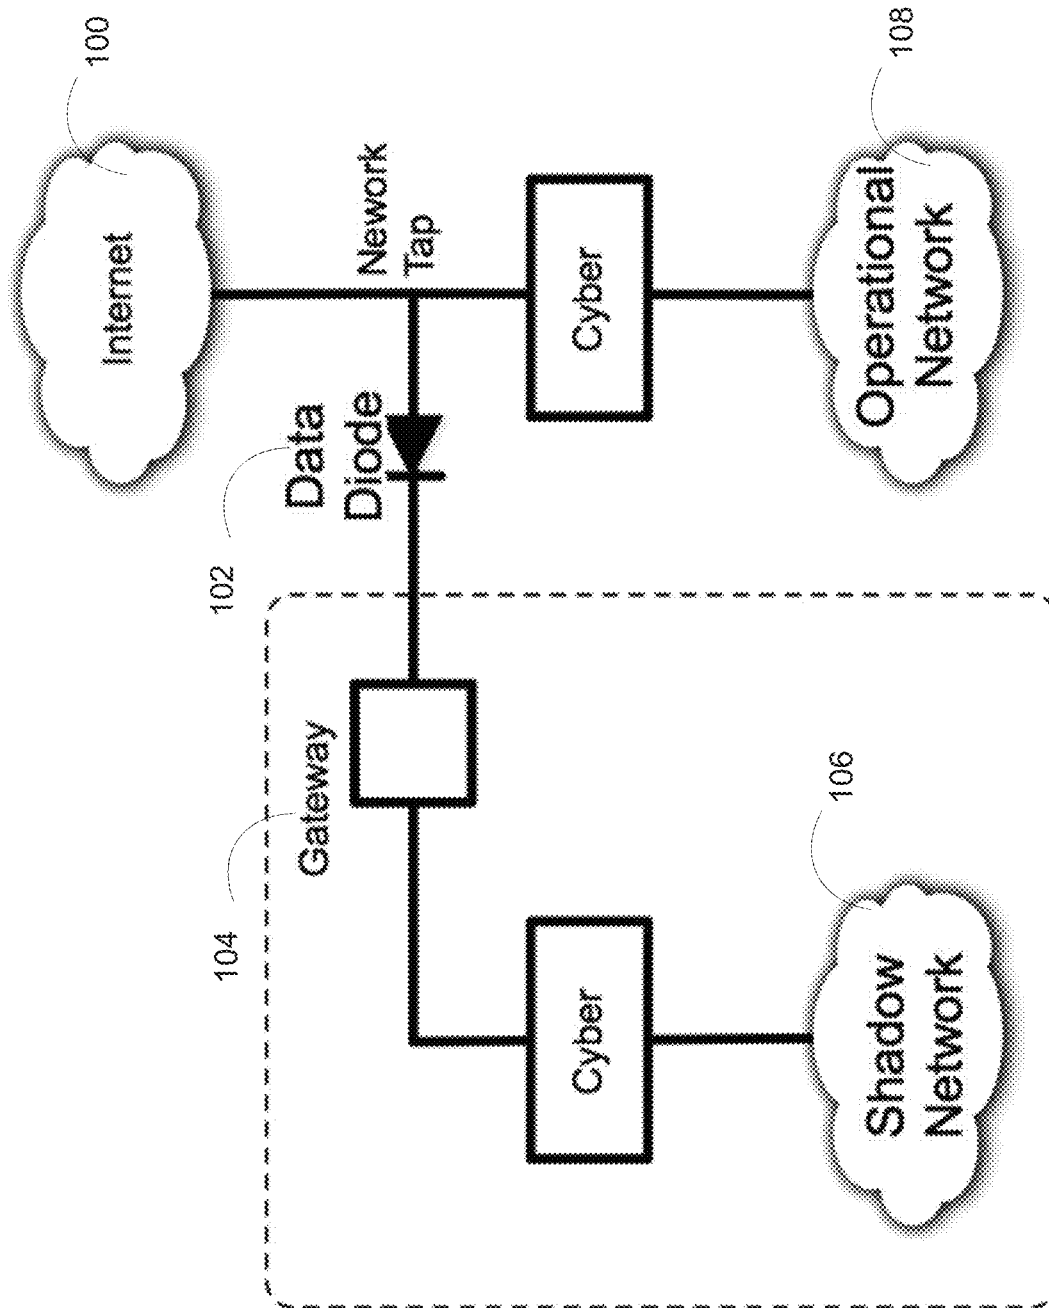 100
Internet
Nework
Tap
Data
Diode
102
Gateway
104
Cyber
Cyber
Operational
Network
108
Shadow
Network
106